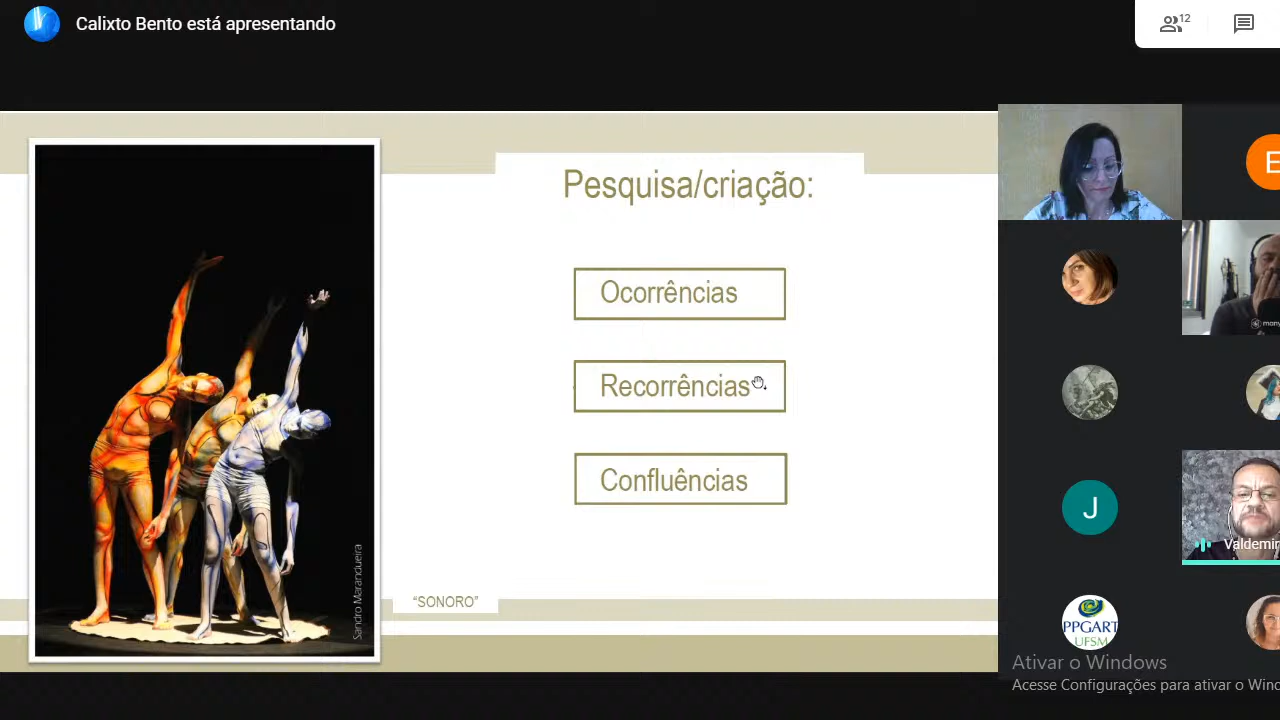 Calixto Bento está apresentando
12
Pesquisa/criação:
E
Ocorrências
Recorrências
Confluências
Sandro Marandueira
"SONORO"
J
Valdemir
PPGART
UFSM
Ativar o Windows
Acesse Configurações para ativar o Winc